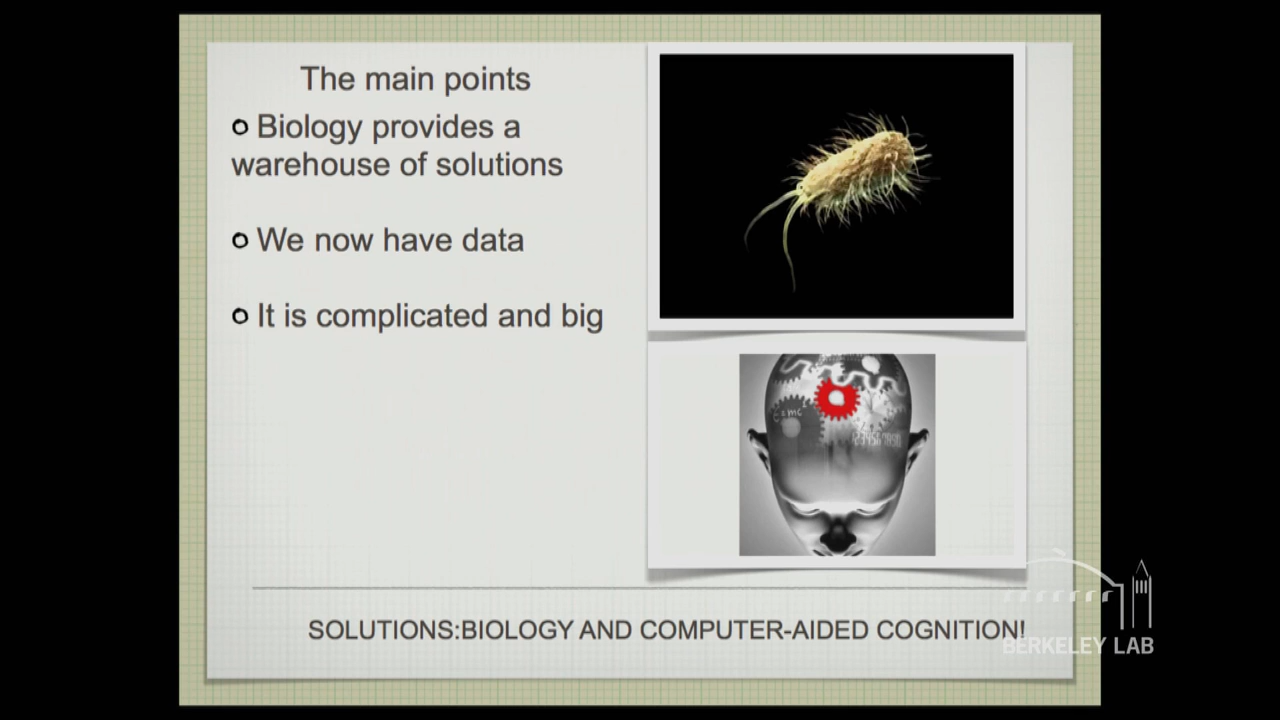 The main points
Biology provides a
warehouse of solutions
We now have data
It is complicated and big
SOLUTIONS:BIOLOGY AND COMPUTER-AIDED COGNITION!
BERKELEY LAB